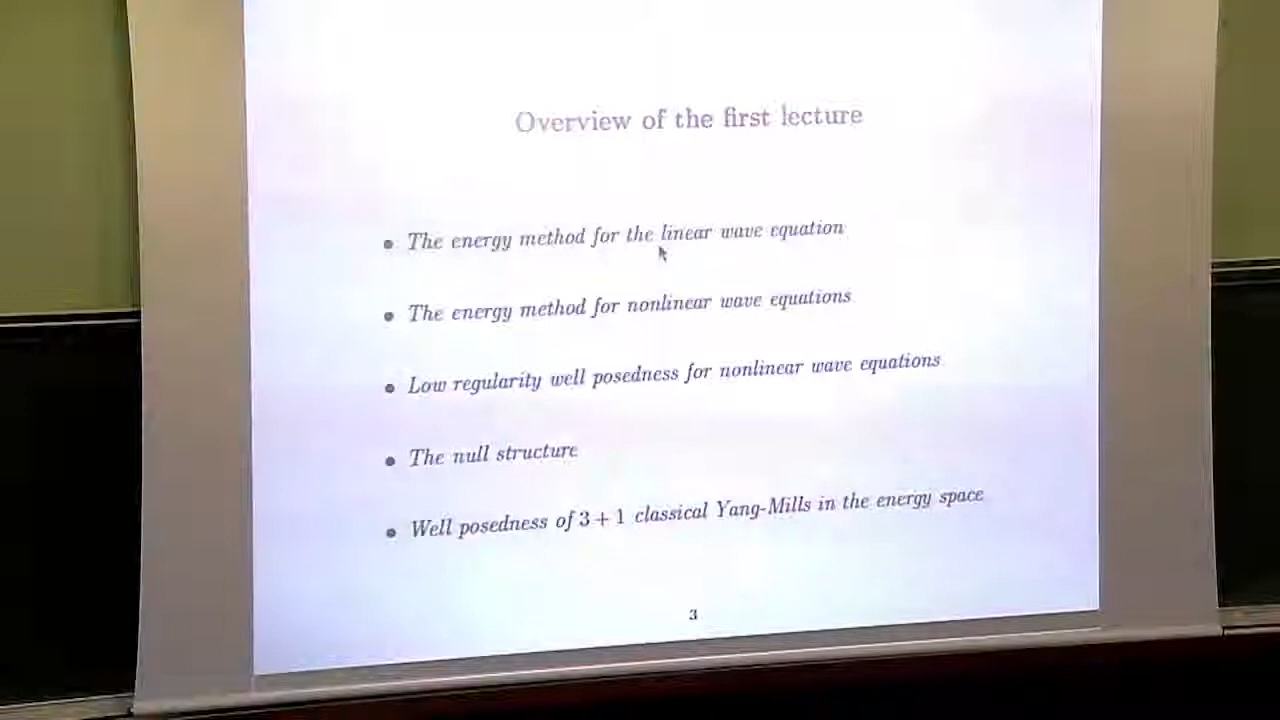 Overview of the first lecture
• The energy method for the linear wave equation
• The energy method for nonlinear wave equations
• Low regularity well posedness for nonlinear wave equations
• The null structure
• Well posedness of 3 + 1 classical Yang-Mills in the energy space
3